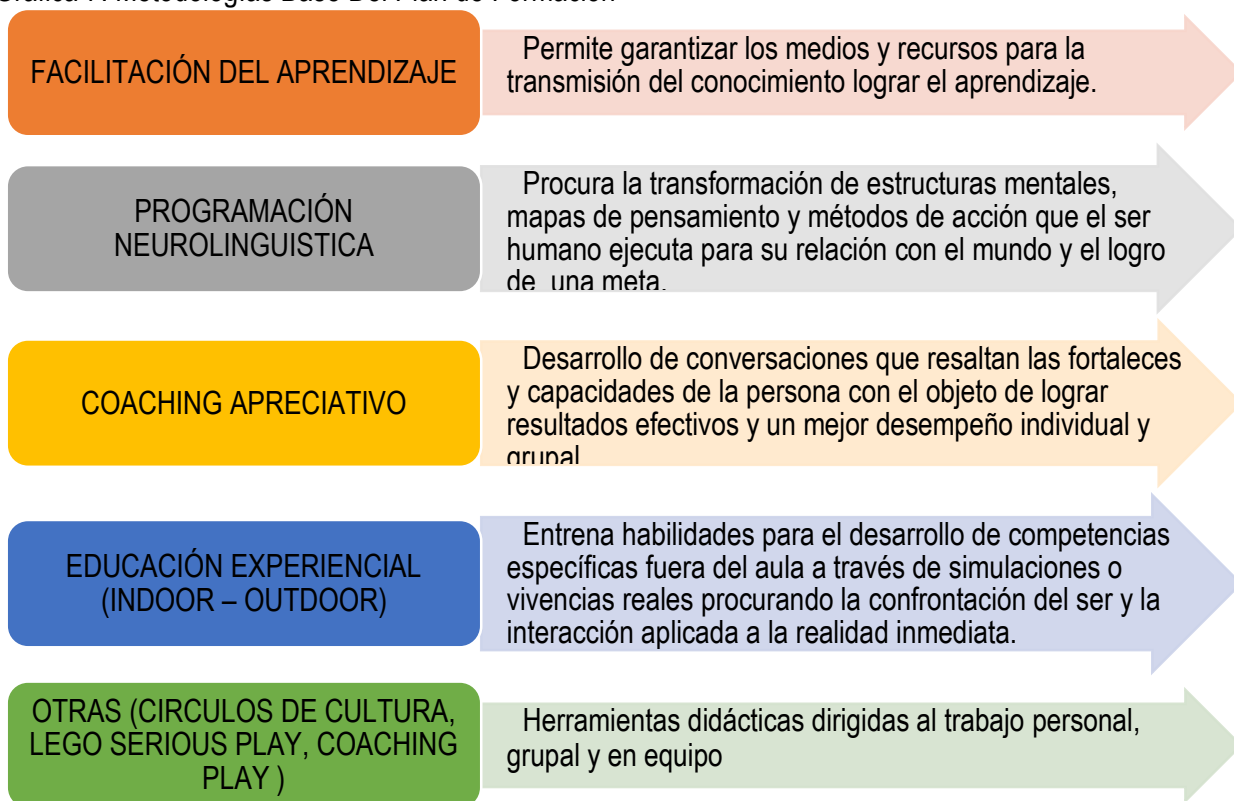 Metodologías Base Del Plan de Formación
FACILITACIÓN DEL APRENDIZAJE
Permite garantizar los medios y recursos para la
transmisión del conocimiento lograr el aprendizaje.
PROGRAMACIÓN
NEUROLINGUISTICA
Procura la transformación de estructuras mentales,
mapas de pensamiento y métodos de acción que el ser
humano ejecuta para su relación con el mundo y el logro
de una meta.
COACHING APRECIATIVO
Desarrollo de conversaciones que resaltan las fortaleces
y capacidades de la persona con el objeto de lograr
resultados efectivos y un mejor desempeño individual y
grupal
EDUCACIÓN EXPERIENCIAL
(INDOOR – OUTDOOR)
Entrena habilidades para el desarrollo de competencias
específicas fuera del aula a través de simulaciones o
vivencias reales procurando la confrontación del ser y la
interacción aplicada a la realidad inmediata.
OTRAS (CIRCULOS DE CULTURA,
LEGO SERIOUS PLAY, COACHING
PLAY )
Herramientas didácticas dirigidas al trabajo personal,
grupal y en equipo